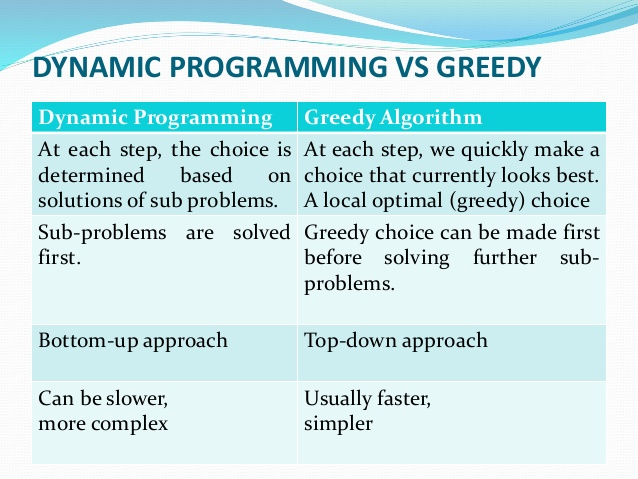 DYNAMIC PROGRAMMING VS GREEDY
Dynamic Programming
Greedy Algorithm
At each step, the choice is
determined based on
solutions of sub problems.
At each step, we quickly make a
choice that currently looks best.
A local optimal (greedy) choice
Sub-problems are solved
first.
Greedy choice can be made first
before solving further sub-
problems.
Bottom-up approach
Top-down approach
Can be slower,
more complex
Usually faster,
simpler